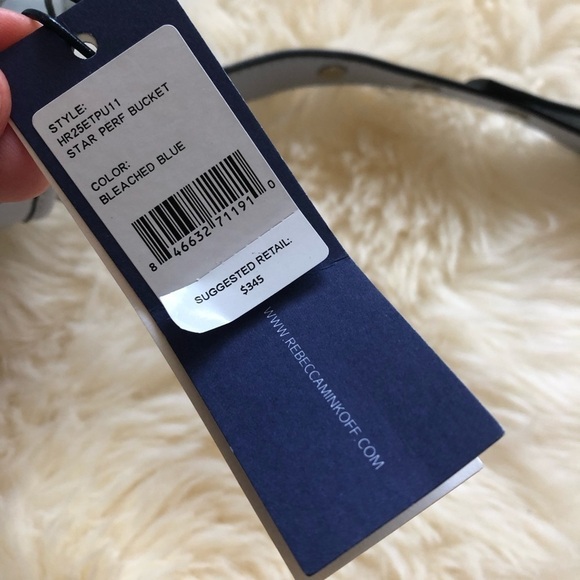 STYLE:
HR25ETPU11
STAR PERF BUCKET
COLOR:
BLEACHED BLUE
8 46632 71191 0
SUGGESTED RETAIL:
$345
WWW.REBECCAMINKOFF.COM